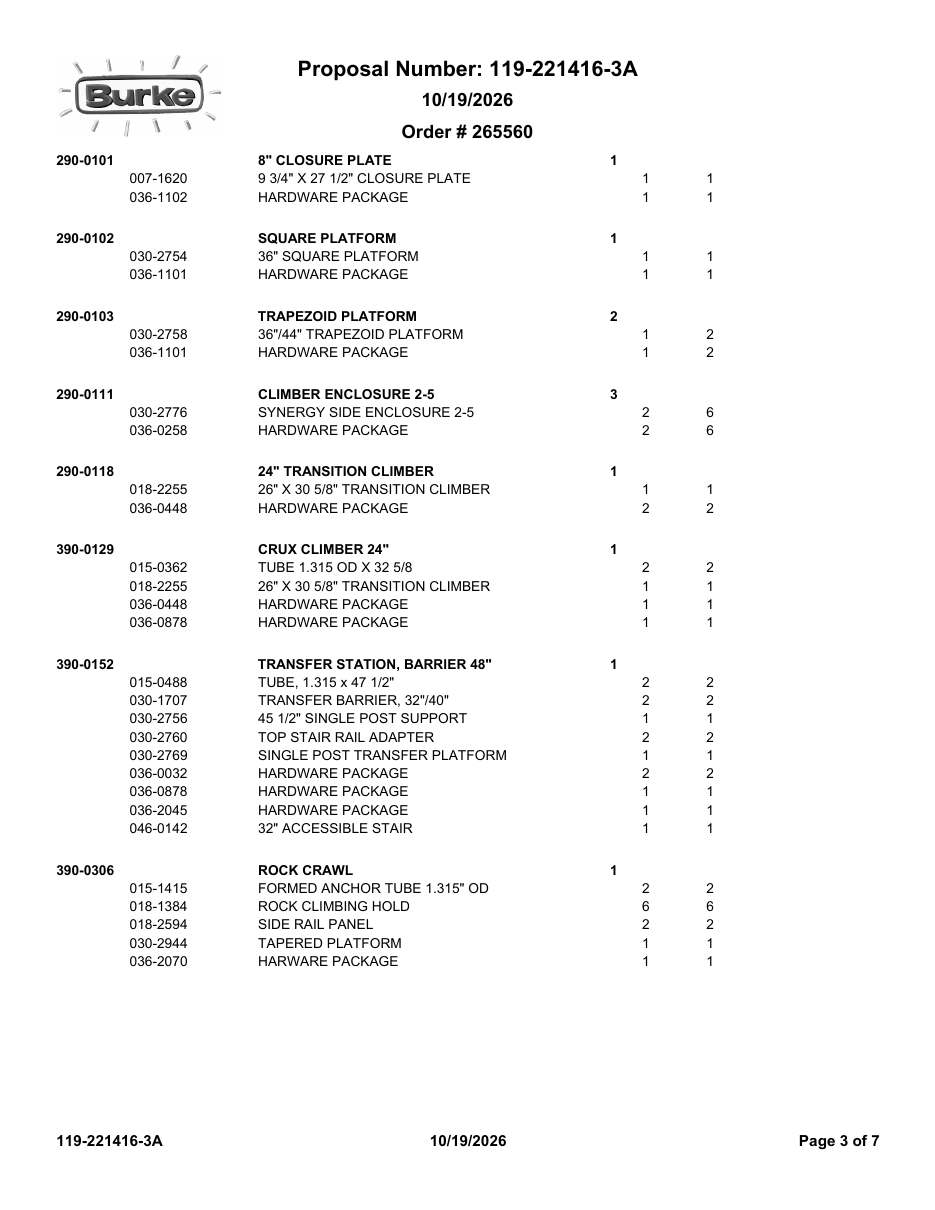 Burke
Proposal Number: 119-221416-3A
10/19/2026
Order # 265560
290-0101 8" CLOSURE PLATE 1
007-1620 9 3/4" X 27 1/2" CLOSURE PLATE 1 1
036-1102 HARDWARE PACKAGE 1 1
290-0102 SQUARE PLATFORM 1
030-2754 36" SQUARE PLATFORM 1 1
036-1101 HARDWARE PACKAGE 1 1
290-0103 TRAPEZOID PLATFORM 2
030-2758 36"/44" TRAPEZOID PLATFORM 1 2
036-1101 HARDWARE PACKAGE 1 2
290-0111 CLIMBER ENCLOSURE 2-5 3
030-2776 SYNERGY SIDE ENCLOSURE 2-5 2 6
036-0258 HARDWARE PACKAGE 2 6
290-0118 24" TRANSITION CLIMBER 1
018-2255 26" X 30 5/8" TRANSITION CLIMBER 1 1
036-0448 HARDWARE PACKAGE 2 2
390-0129 CRUX CLIMBER 24" 1
015-0362 TUBE 1.315 OD X 32 5/8 2 2
018-2255 26" X 30 5/8" TRANSITION CLIMBER 1 1
036-0448 HARDWARE PACKAGE 1 1
036-0878 HARDWARE PACKAGE 1 1
390-0152 TRANSFER STATION, BARRIER 48" 1
015-0488 TUBE, 1.315 x 47 1/2" 2 2
030-1707 TRANSFER BARRIER, 32"/40" 2 2
030-2756 45 1/2" SINGLE POST SUPPORT 1 1
030-2760 TOP STAIR RAIL ADAPTER 2 2
030-2769 SINGLE POST TRANSFER PLATFORM 1 1
036-0032 HARDWARE PACKAGE 2 2
036-0878 HARDWARE PACKAGE 1 1
036-2045 HARDWARE PACKAGE 1 1
046-0142 32" ACCESSIBLE STAIR 1 1
390-0306 ROCK CRAWL 1
015-1415 FORMED ANCHOR TUBE 1.315" OD 2 2
018-1384 ROCK CLIMBING HOLD 6 6
018-2594 SIDE RAIL PANEL 2 2
030-2944 TAPERED PLATFORM 1 1
036-2070 HARWARE PACKAGE 1 1
119-221416-3A 10/19/2026 Page 3 of 7